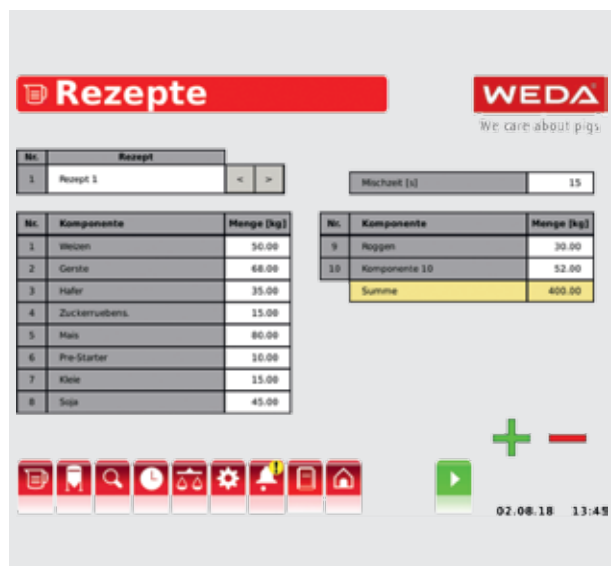 Rezepte
WEDA
We care about pigs
Nr. Rezept
1 Rezept 1 < >
Mischzeit [s] 15
Nr. Komponente Menge [kg]
1 Weizen 50.00
2 Gerste 68.00
3 Hafer 35.00
4 Zuckerruebens. 15.00
5 Mais 80.00
6 Pre-Starter 10.00
7 Kleie 15.00
8 Soja 45.00
Nr. Komponente Menge [kg]
9 Roggen 30.00
10 Komponente 10 52.00
Summe 400.00
02.08.18 13:45